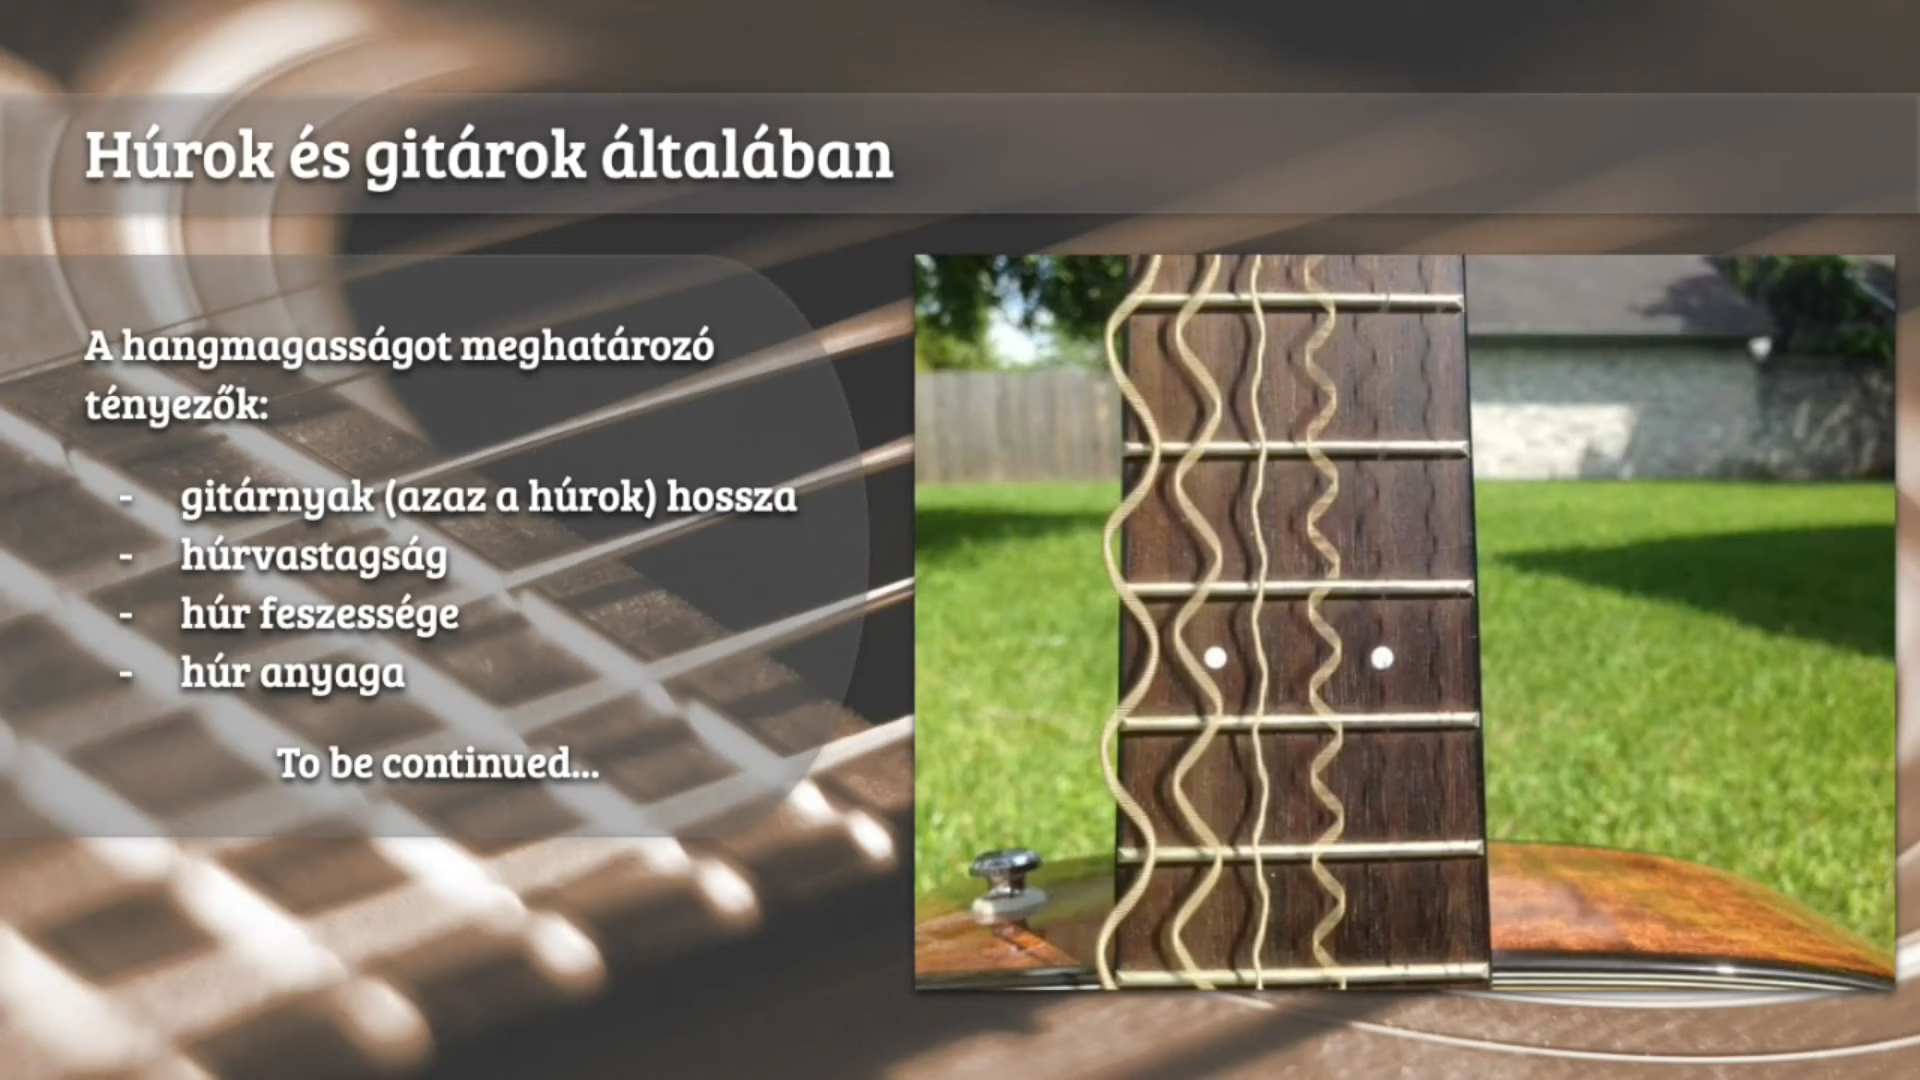 Húrok és gitárok általában
A hangmagasságot meghatározó
tényezők:
- gitárnyak (azaz a húrok) hossza
- húrvastagság
- húr feszessége
- húr anyaga
To be continued...